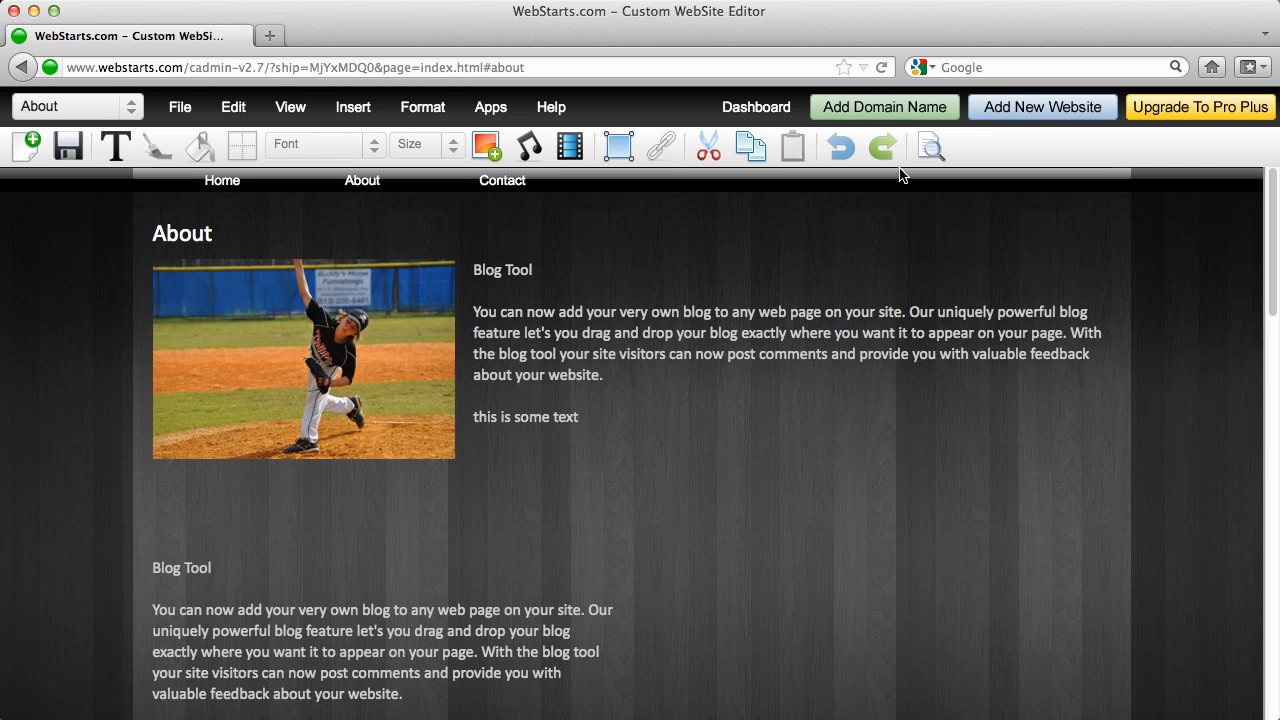 WebStarts.com – Custom WebSite Editor
WebStarts.com – Custom WebSi...
www.webstarts.com/cadmin-v2.7/?ship=MjYxMDQ0&page=index.html#about
Google
About File Edit View Insert Format Apps Help Dashboard Add Domain Name Add New Website Upgrade To Pro Plus
Font Size
Home About Contact
About
Buddy's House
Furnishings
Blog Tool
You can now add your very own blog to any web page on your site. Our uniquely powerful blog
feature let's you drag and drop your blog exactly where you want it to appear on your page. With
the blog tool your site visitors can now post comments and provide you with valuable feedback
about your website.
this is some text
Blog Tool
You can now add your very own blog to any web page on your site. Our
uniquely powerful blog feature let's you drag and drop your blog
exactly where you want it to appear on your page. With the blog tool
your site visitors can now post comments and provide you with
valuable feedback about your website.